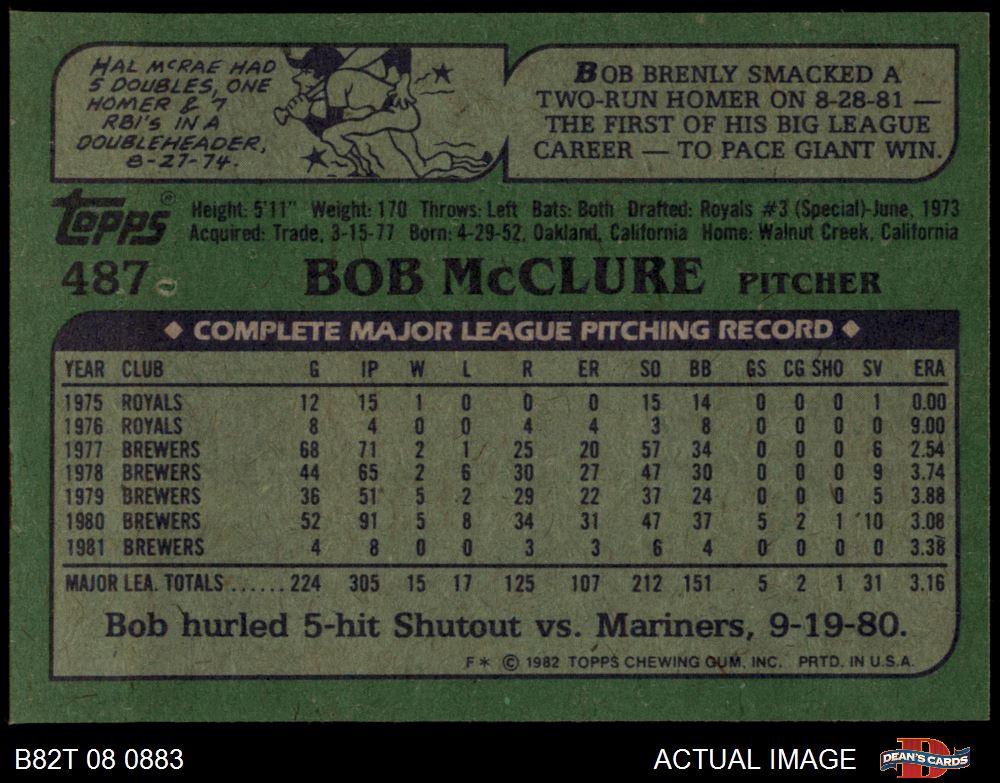 HAL McRAE HAD
5 DOUBLES, ONE
HOMER & 7
RBI'S IN A
DOUBLEHEADER,
8-27-74.
BOB BRENLY SMACKED A
TWO-RUN HOMER ON 8-28-81 —
THE FIRST OF HIS BIG LEAGUE
CAREER — TO PACE GIANT WIN.
topps®
Height: 5'11" Weight: 170 Throws: Left Bats: Both Drafted: Royals #3 (Special)-June, 1973
Acquired: Trade, 3-15-77 Born: 4-29-52, Oakland, California Home: Walnut Creek, California
487 BOB McCLURE PITCHER
◆ COMPLETE MAJOR LEAGUE PITCHING RECORD ◆
YEAR CLUB G IP W L R ER SO BB GS CG SHO SV ERA
1975 ROYALS 12 15 1 0 0 0 15 14 0 0 0 1 0.00
1976 ROYALS 8 4 0 0 4 4 3 8 0 0 0 0 9.00
1977 BREWERS 68 71 2 1 25 20 57 34 0 0 0 6 2.54
1978 BREWERS 44 65 2 6 30 27 47 30 0 0 0 9 3.74
1979 BREWERS 36 51 5 2 29 22 37 24 0 0 0 5 3.88
1980 BREWERS 52 91 5 8 34 31 47 37 5 2 1 10 3.08
1981 BREWERS 4 8 0 0 3 3 6 4 0 0 0 0 3.38
MAJOR LEA. TOTALS ......224 305 15 17 125 107 212 151 5 2 1 31 3.16
Bob hurled 5-hit Shutout vs. Mariners, 9-19-80.
F* © 1982 TOPPS CHEWING GUM, INC. PRTD. IN U.S.A.
B82T 08 0883 ACTUAL IMAGE DEAN'S CARDS